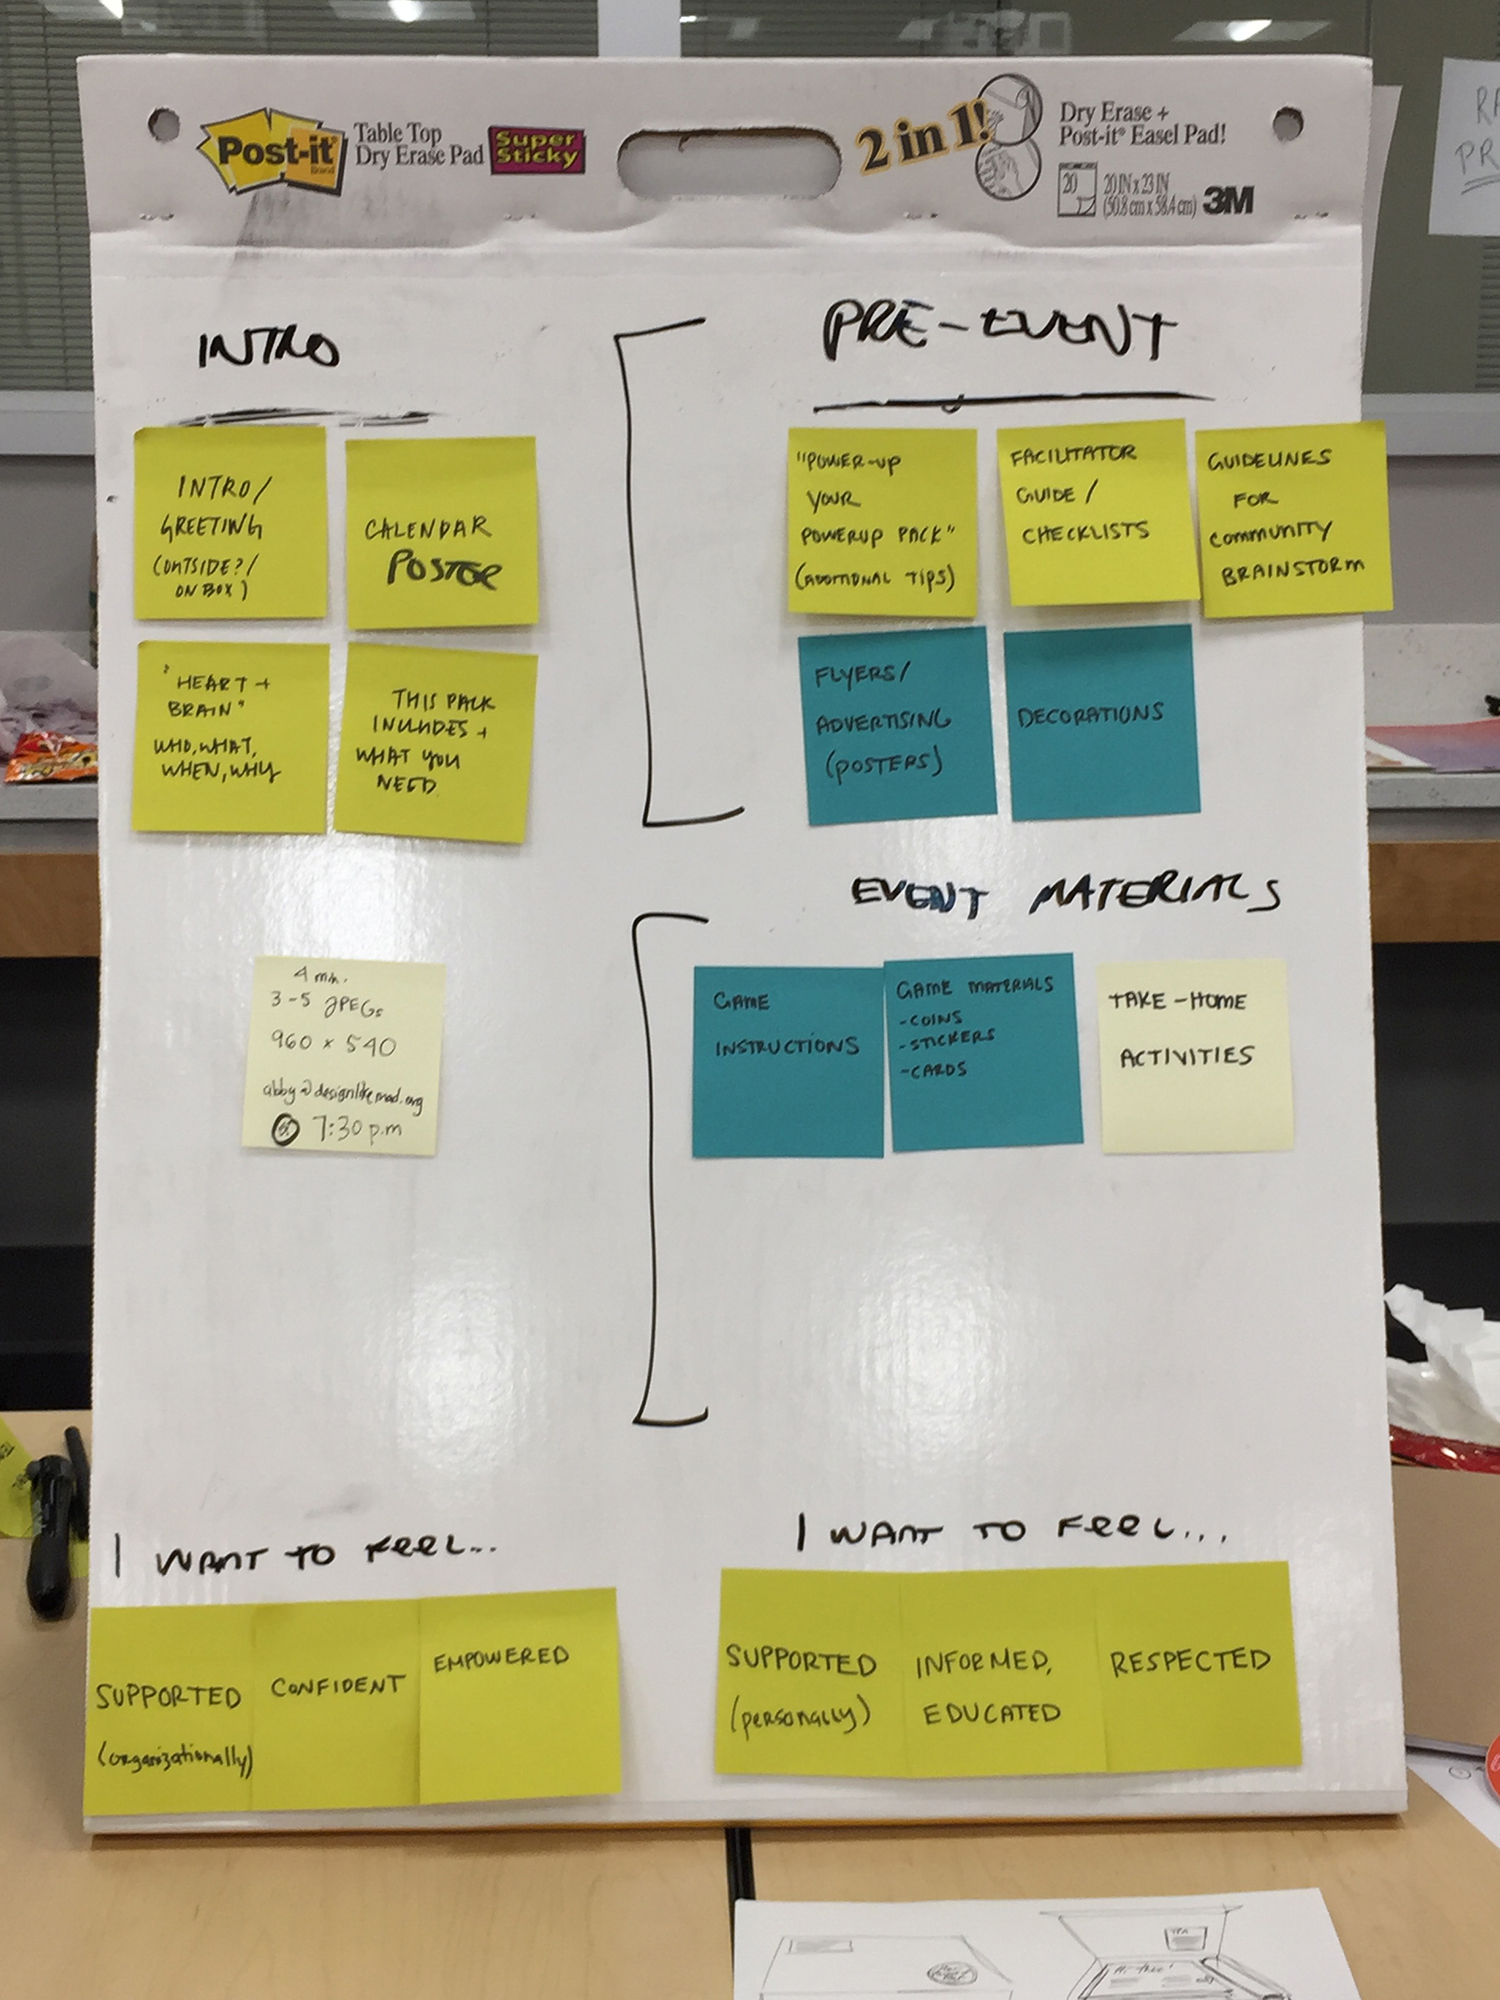 Post-it
Brand
Table Top
Dry Erase Pad
Super
Sticky
2 in 1!
Dry Erase +
Post-it® Easel Pad!
20
20 IN x 23 IN
(50.8 cm x 58.4 cm)
3M
INTRO
INTRO/
GREETING
(OUTSIDE?/
ON BOX)
CALENDAR
POSTER
"HEART +
BRAIN"
WHO, WHAT,
WHEN, WHY
THIS PACK
INCLUDES +
WHAT YOU
NEED
4 min.
3-5 JPEGs
960 x 540
abby@designlikemad.org
7:30 p.m
PRE-EVENT
"POWER-UP
YOUR
POWERUP PACK"
(ADDITIONAL TIPS)
FACILITATOR
GUIDE /
CHECKLISTS
GUIDELINES
FOR
COMMUNITY
BRAINSTORM
FLYERS/
ADVERTISING
(POSTERS)
DECORATIONS
EVENT MATERIALS
GAME
INSTRUCTIONS
GAME MATERIALS
-COINS
-STICKERS
-CARDS
TAKE-HOME
ACTIVITIES
I WANT TO FEEL...
SUPPORTED
(organizationally)
CONFIDENT
EMPOWERED
I WANT TO FEEL...
SUPPORTED
(personally)
INFORMED,
EDUCATED
RESPECTED